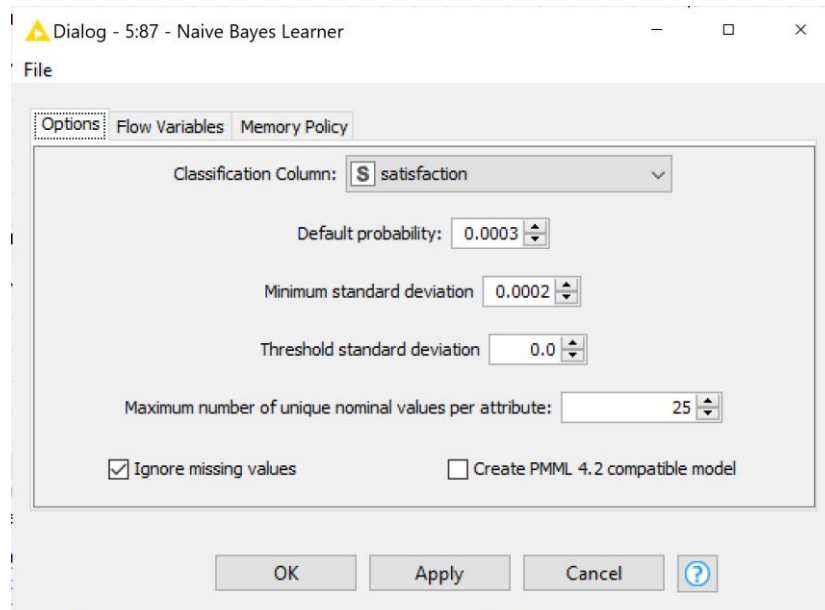 Dialog - 5:87 - Naive Bayes Learner
File
Options Flow Variables Memory Policy
Classification Column: S satisfaction
Default probability: 0.0003
Minimum standard deviation 0.0002
Threshold standard deviation 0.0
Maximum number of unique nominal values per attribute: 25
Ignore missing values Create PMML 4.2 compatible model
OK Apply Cancel ?